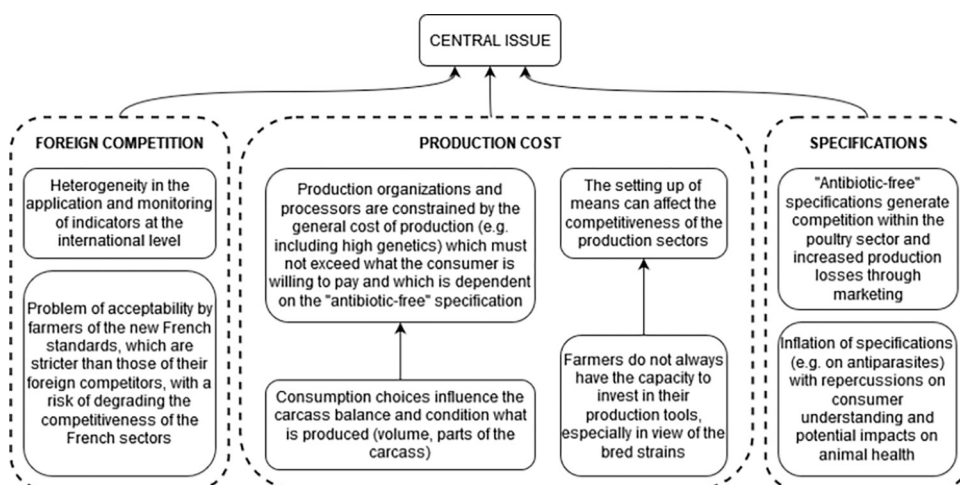 CENTRAL ISSUE
FOREIGN COMPETITION
Heterogeneity in the
application and monitoring
of indicators at the
international level
Problem of acceptability by
farmers of the new French
standards, which are
stricter than those of their
foreign competitors, with a
risk of degrading the
competitiveness of the
French sectors
PRODUCTION COST
Production organizations and
processors are constrained by the
general cost of production (e.g.
including high genetics) which must
not exceed what the consumer is
willing to pay and which is dependent
on the "antibiotic-free" specification
Consumption choices influence the
carcass balance and condition what
is produced (volume, parts of the
carcass)
The setting up of
means can affect the
competitiveness of the
production sectors
Farmers do not always
have the capacity to
invest in their
production tools,
especially in view of the
bred strains
SPECIFICATIONS
"Antibiotic-free"
specifications generate
competition within the
poultry sector and
increased production
losses through
marketing
Inflation of specifications
(e.g. on antiparasites)
with repercussions on
consumer
understanding and
potential impacts on
animal health